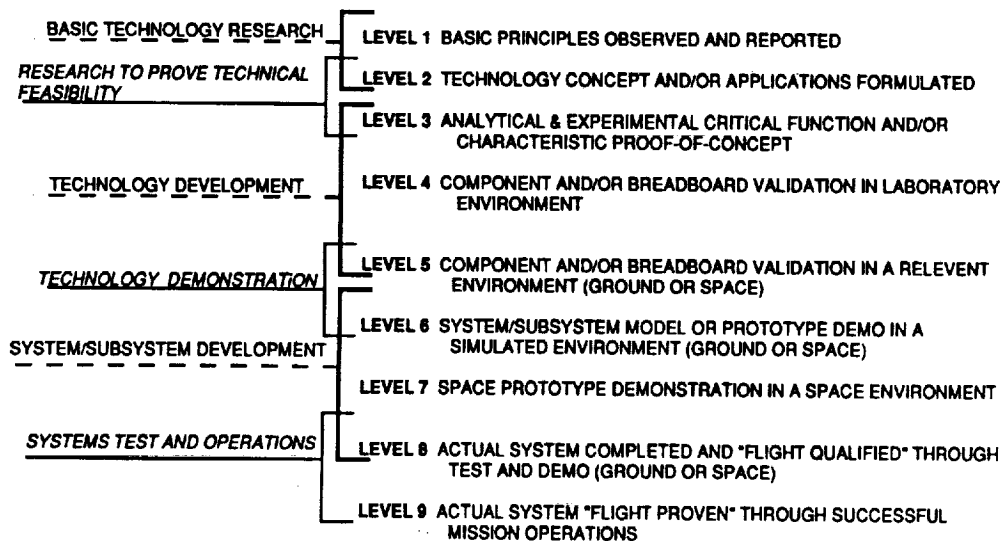 BASIC TECHNOLOGY RESEARCH
LEVEL 1 BASIC PRINCIPLES OBSERVED AND REPORTED
RESEARCH TO PROVE TECHNICAL
FEASIBILITY
LEVEL 2 TECHNOLOGY CONCEPT AND/OR APPLICATIONS FORMULATED
LEVEL 3 ANALYTICAL & EXPERIMENTAL CRITICAL FUNCTION AND/OR
CHARACTERISTIC PROOF-OF-CONCEPT
TECHNOLOGY DEVELOPMENT
LEVEL 4 COMPONENT AND/OR BREADBOARD VALIDATION IN LABORATORY
ENVIRONMENT
TECHNOLOGY DEMONSTRATION
LEVEL 5 COMPONENT AND/OR BREADBOARD VALIDATION IN A RELEVENT
ENVIRONMENT (GROUND OR SPACE)
LEVEL 6 SYSTEM/SUBSYSTEM MODEL OR PROTOTYPE DEMO IN A
SIMULATED ENVIRONMENT (GROUND OR SPACE)
SYSTEM/SUBSYSTEM DEVELOPMENT
LEVEL 7 SPACE PROTOTYPE DEMONSTRATION IN A SPACE ENVIRONMENT
SYSTEMS TEST AND OPERATIONS
LEVEL 8 ACTUAL SYSTEM COMPLETED AND "FLIGHT QUALIFIED" THROUGH
TEST AND DEMO (GROUND OR SPACE)
LEVEL 9 ACTUAL SYSTEM "FLIGHT PROVEN" THROUGH SUCCESSFUL
MISSION OPERATIONS